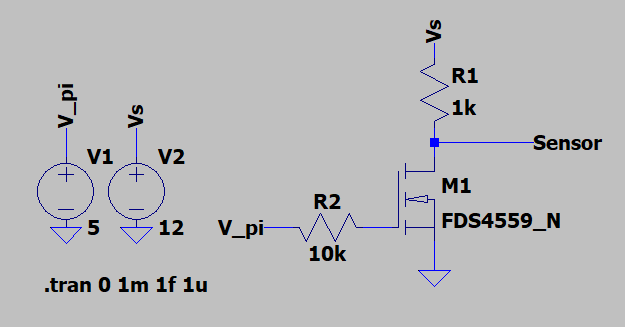 Vs
R1
1k
Sensor
V_pi
Vs
V1
V2
5
12
M1
FDS4559_N
R2
V_pi
10k
.tran 0 1m 1f 1u